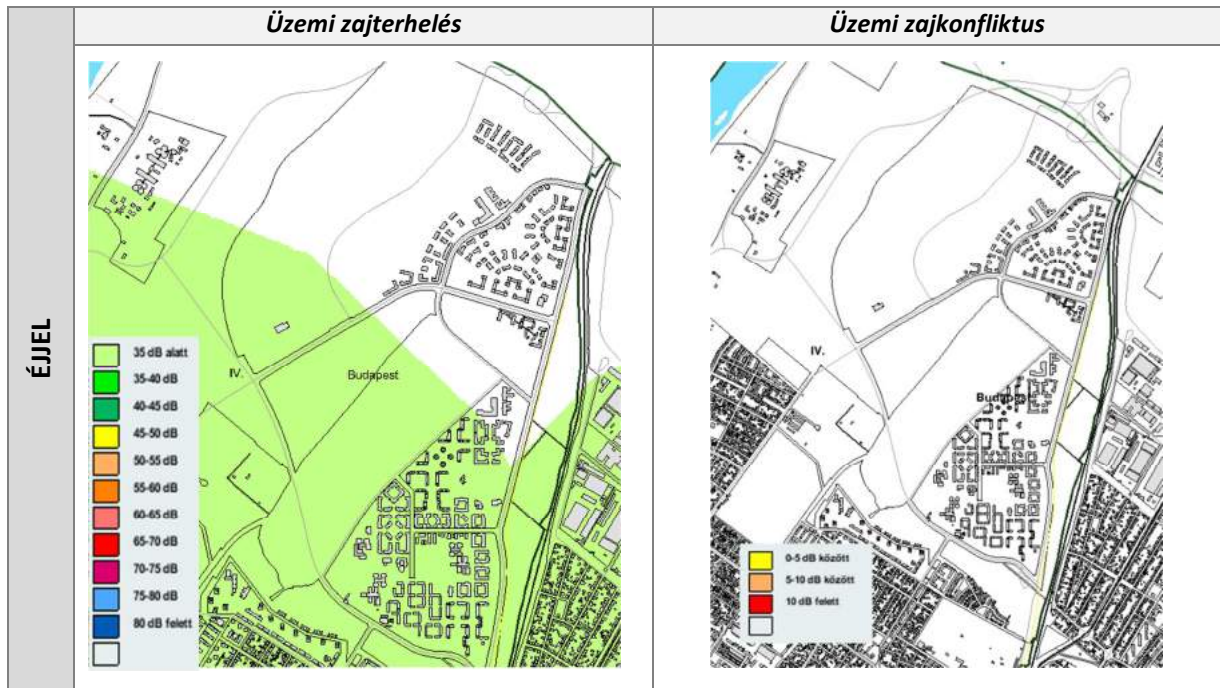 Üzemi zajterhelés
Üzemi zajkonfliktus
ÉJJEL
35 dB alatt
35-40 dB
40-45 dB
45-50 dB
50-55 dB
55-60 dB
60-65 dB
65-70 dB
70-75 dB
75-80 dB
80 dB felett
IV.
Budapest
IV.
Budapest
0-5 dB között
5-10 dB között
10 dB felett